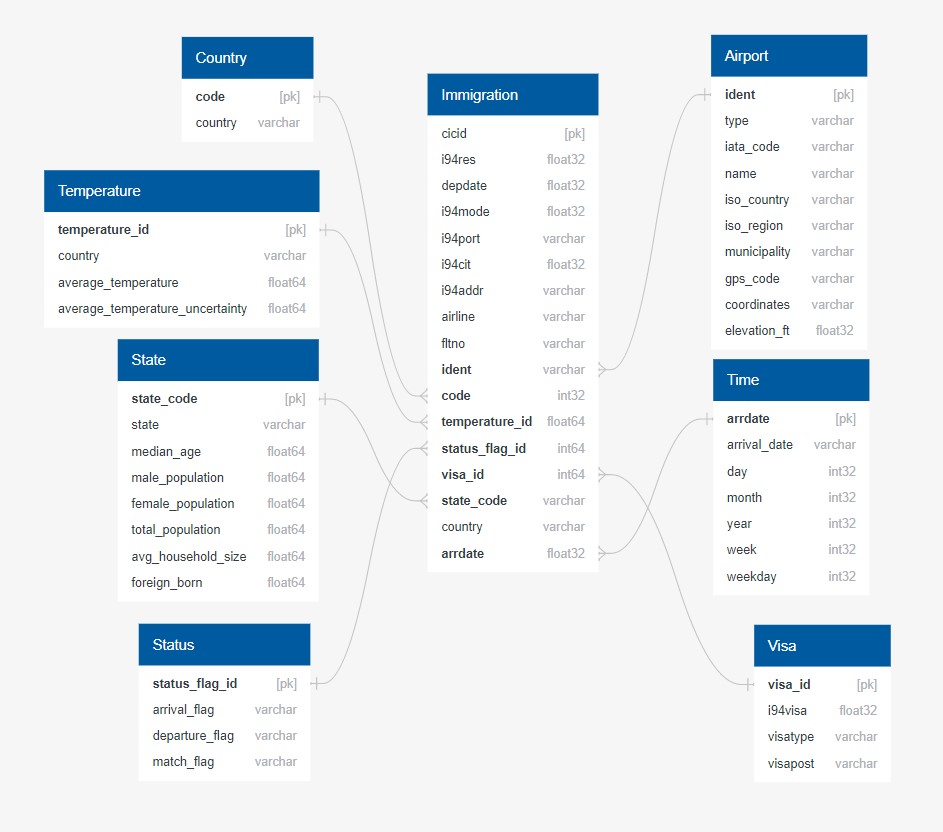 Country
code [pk]
country varchar
Temperature
temperature_id [pk]
country varchar
average_temperature float64
average_temperature_uncertainty float64
State
state_code [pk]
state varchar
median_age float64
male_population float64
female_population float64
total_population float64
avg_household_size float64
foreign_born float64
Status
status_flag_id [pk]
arrival_flag varchar
departure_flag varchar
match_flag varchar
Immigration
cicid [pk]
i94res float32
depdate float32
i94mode float32
i94port varchar
i94cit float32
i94addr varchar
airline varchar
fltno varchar
ident varchar
code int32
temperature_id float64
status_flag_id int64
visa_id int64
state_code varchar
country varchar
arrdate float32
Airport
ident [pk]
type varchar
iata_code varchar
name varchar
iso_country varchar
iso_region varchar
municipality varchar
gps_code varchar
coordinates varchar
elevation_ft float32
Time
arrdate [pk]
arrival_date varchar
day int32
month int32
year int32
week int32
weekday int32
Visa
visa_id [pk]
i94visa float32
visatype varchar
visapost varchar